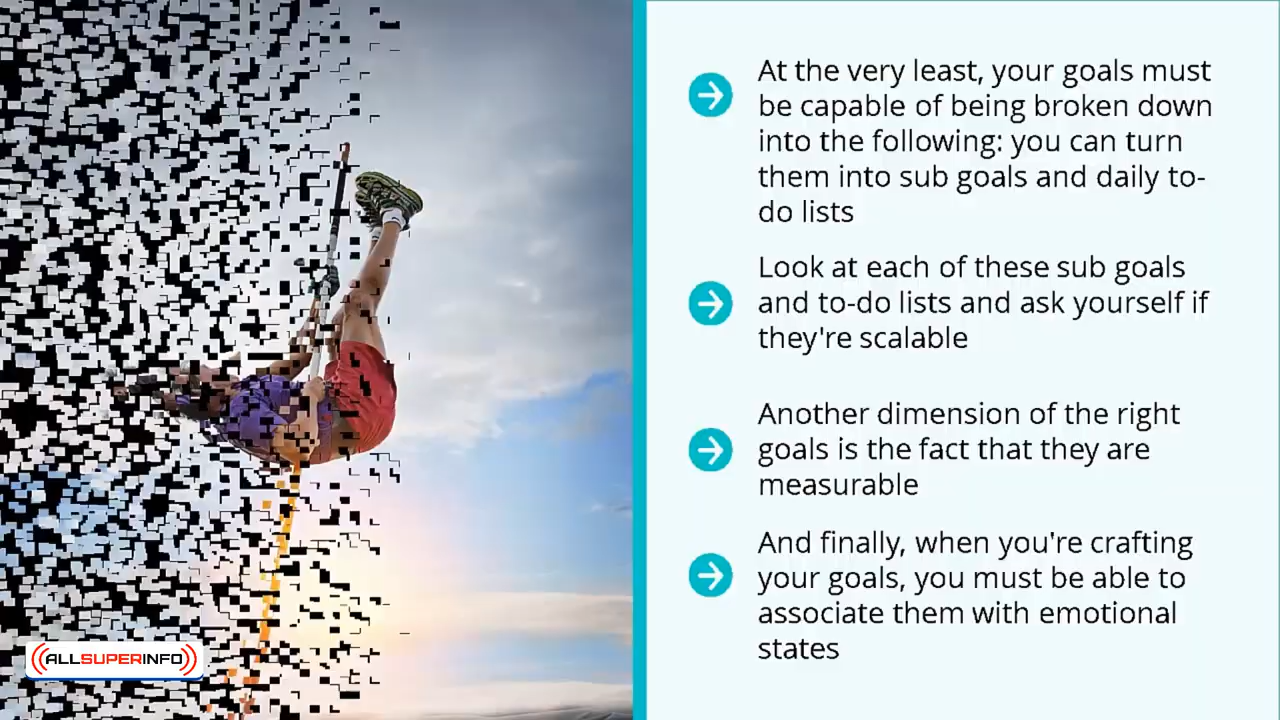 At the very least, your goals must
be capable of being broken down
into the following: you can turn
them into sub goals and daily to-
do lists
Look at each of these sub goals
and to-do lists and ask yourself if
they're scalable
Another dimension of the right
goals is the fact that they are
measurable
And finally, when you're crafting
your goals, you must be able to
associate them with emotional
states
ALLSUPERINFO